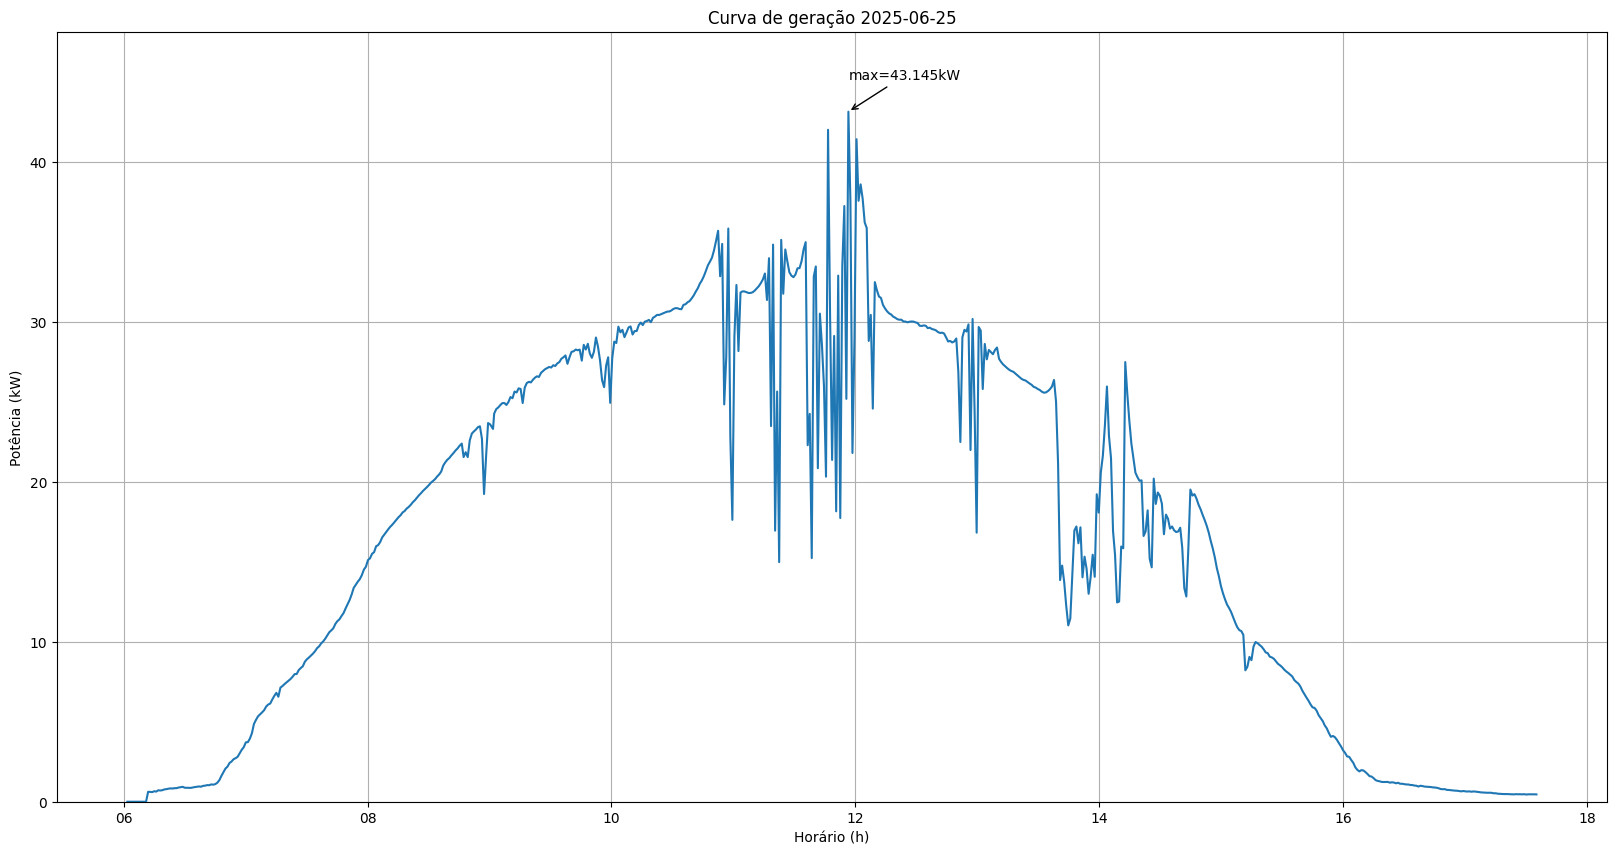 Curva de geração 2025-06-25
max=43.145kW
Potência (kW)
40
30
20
10
0
06 08 10 12 14 16 18
Horário (h)